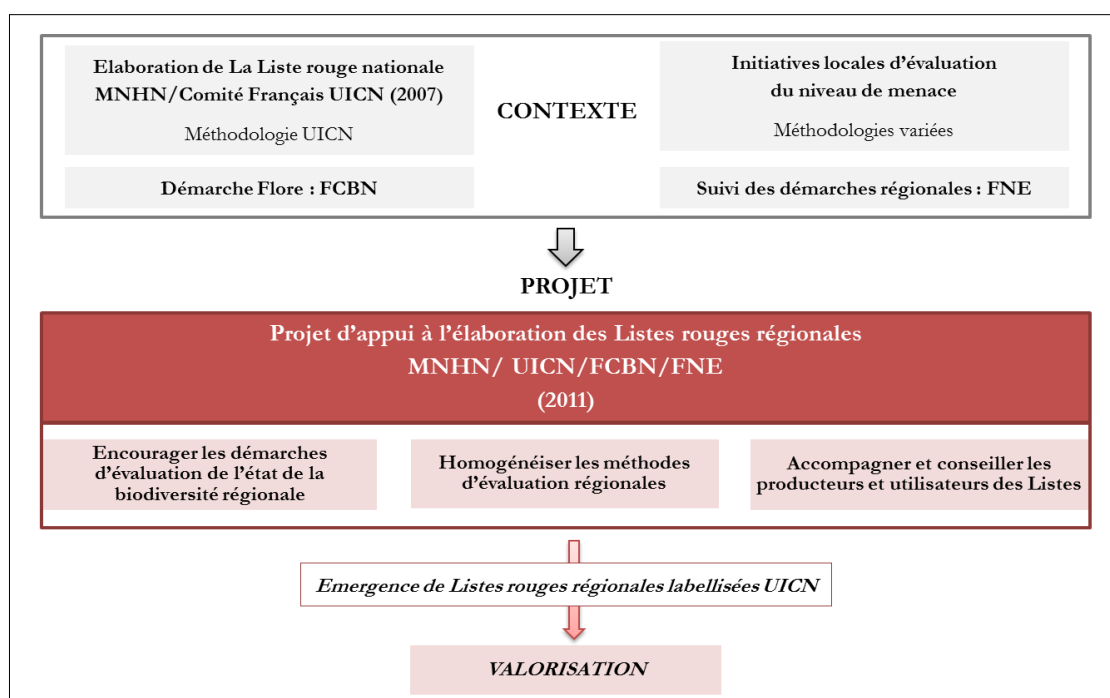 Elaboration de La Liste rouge nationale
MNHN/Comité Français UICN (2007)
Méthodologie UICN
Démarche Flore : FCBN
CONTEXTE
Initiatives locales d'évaluation
du niveau de menace
Méthodologies variées
Suivi des démarches régionales : FNE
PROJET
Projet d'appui à l'élaboration des Listes rouges régionales
MNHN/ UICN/FCBN/FNE
(2011)
Encourager les démarches
d'évaluation de l'état de la
biodiversité régionale
Homogénéiser les méthodes
d'évaluation régionales
Accompagner et conseiller les
producteurs et utilisateurs des Listes
Emergence de Listes rouges régionales labellisées UICN
VALORISATION